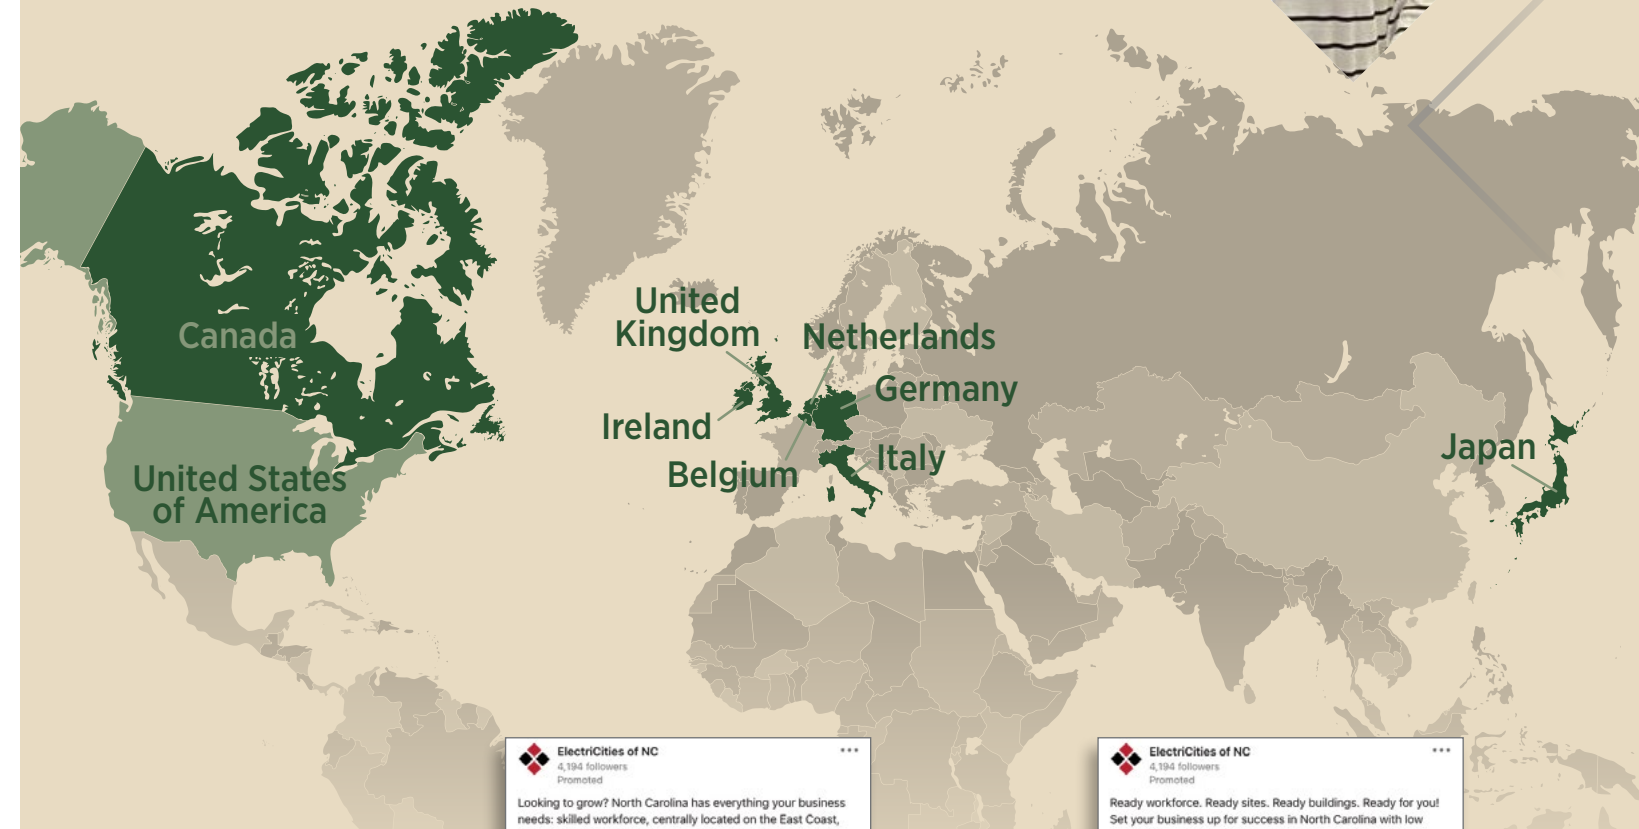 United
Kingdom
Netherlands
Canada
Germany
Ireland
Italy
Belgium
Japan
United States
of America
ElectriCities of NC
4,194 followers
Promoted
Looking to grow? North Carolina has everything your business
needs: skilled workforce, centrally located on the East Coast,
ElectriCities of NC
4,194 followers
Promoted
Ready workforce. Ready sites. Ready buildings. Ready for you!
Set your business up for success in North Carolina with low